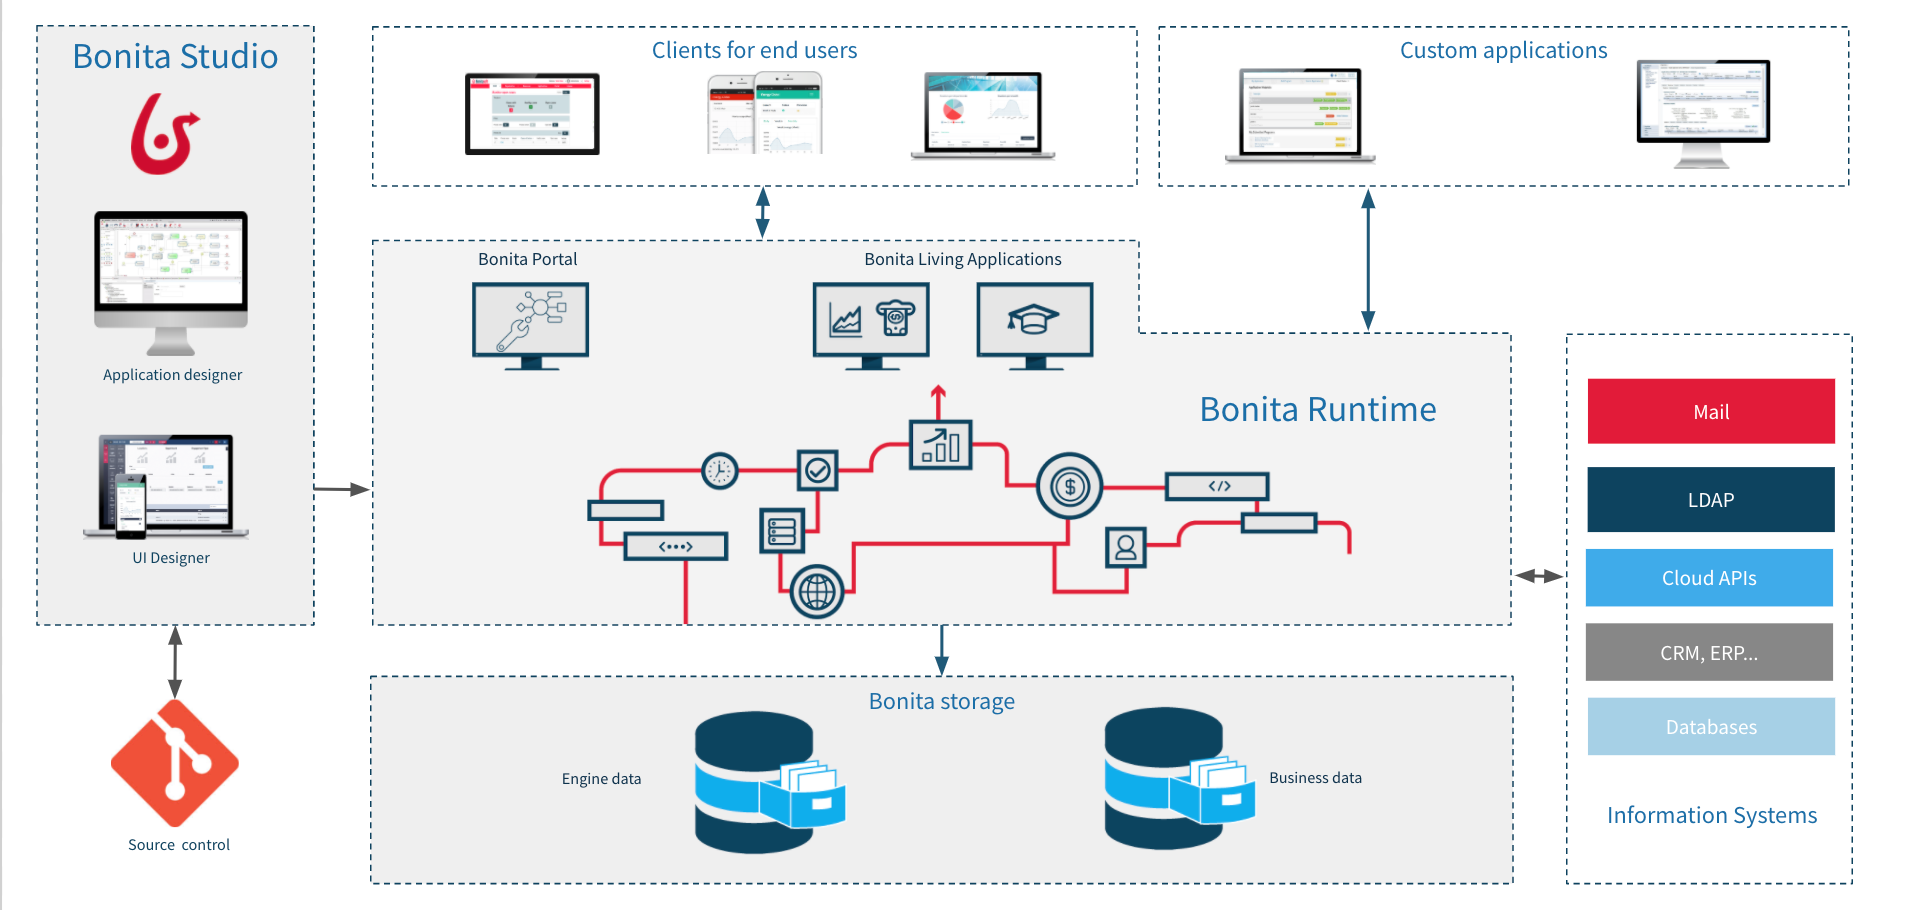 Bonita Studio
Application designer
UI Designer
Source control
Clients for end users
Custom applications
Bonita Portal
Bonita Living Applications
Bonita Runtime
</>
<•••>
$
$
Bonita storage
Engine data
Business data
Mail
LDAP
Cloud APIs
CRM, ERP...
Databases
Information Systems